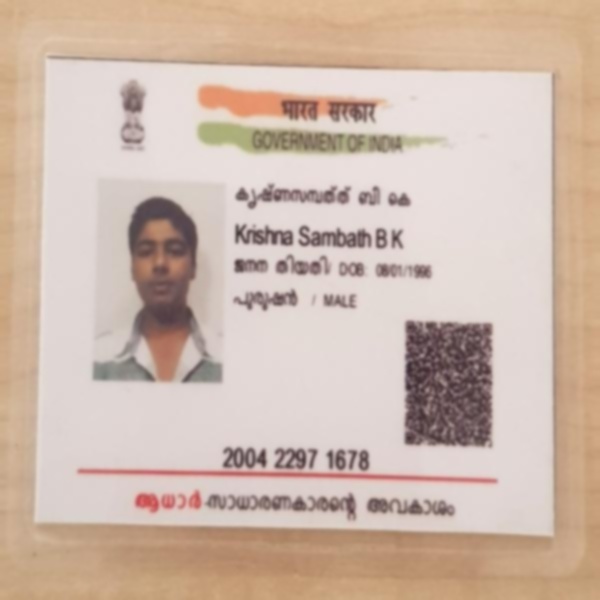 भारत सरकार
GOVERNMENT OF INDIA
കൃഷ്ണസമ്പത്ത് ബി കെ
Krishna Sambath B K
ജനന തിയതി/ DOB: 08/01/1996
പുരുഷൻ / MALE
2004 2297 1678
ആധാർ-സാധാരണകാരന്റെ അവകാശം